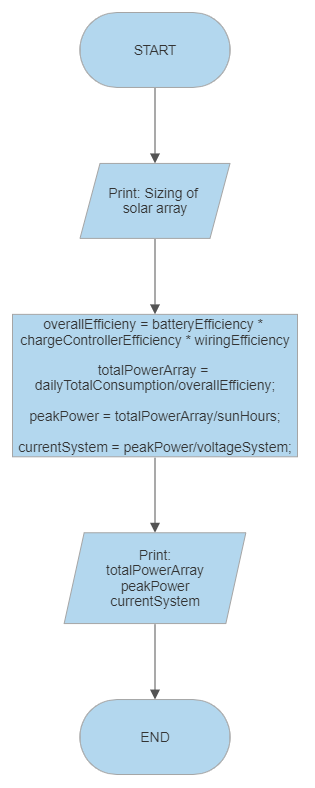 START
Print: Sizing of
solar array
overallEfficieny = batteryEfficiency *
chargeControllerEfficiency * wiringEfficiency
totalPowerArray =
dailyTotalConsumption/overallEfficieny;
peakPower = totalPowerArray/sunHours;
currentSystem = peakPower/voltageSystem;
Print:
totalPowerArray
peakPower
currentSystem
END